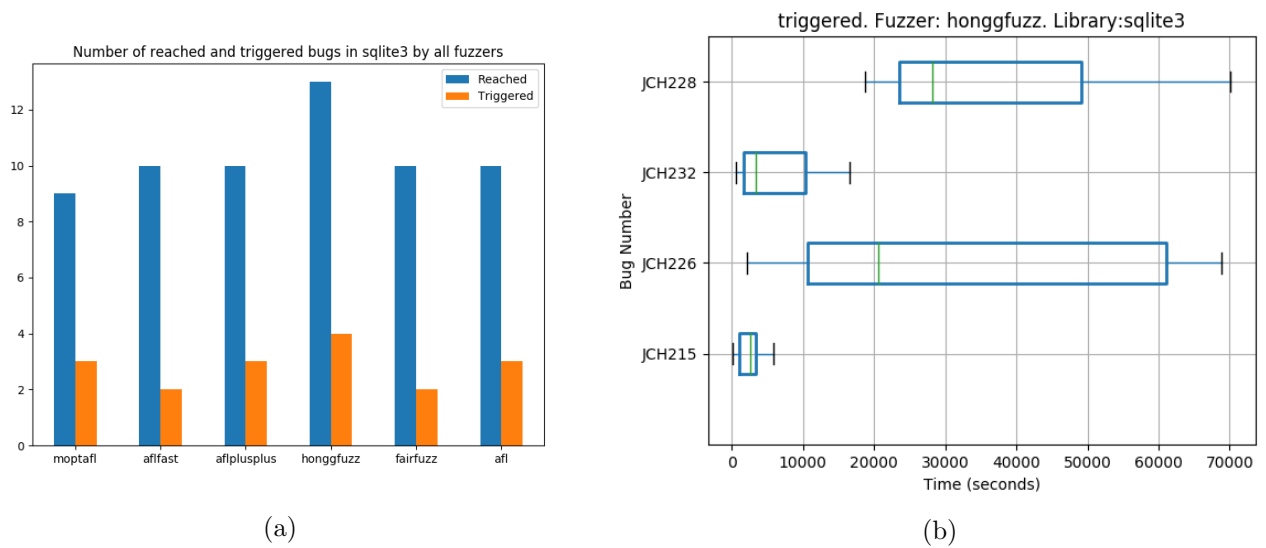 Number of reached and triggered bugs in sqlite3 by all fuzzers
Reached
Triggered
12
10
8
6
4
2
0
moptafl aflfast aflplusplus honggfuzz fairfuzz afl
(a)
triggered. Fuzzer: honggfuzz. Library:sqlite3
Bug Number
JCH228
JCH232
JCH226
JCH215
0 10000 20000 30000 40000 50000 60000 70000
Time (seconds)
(b)